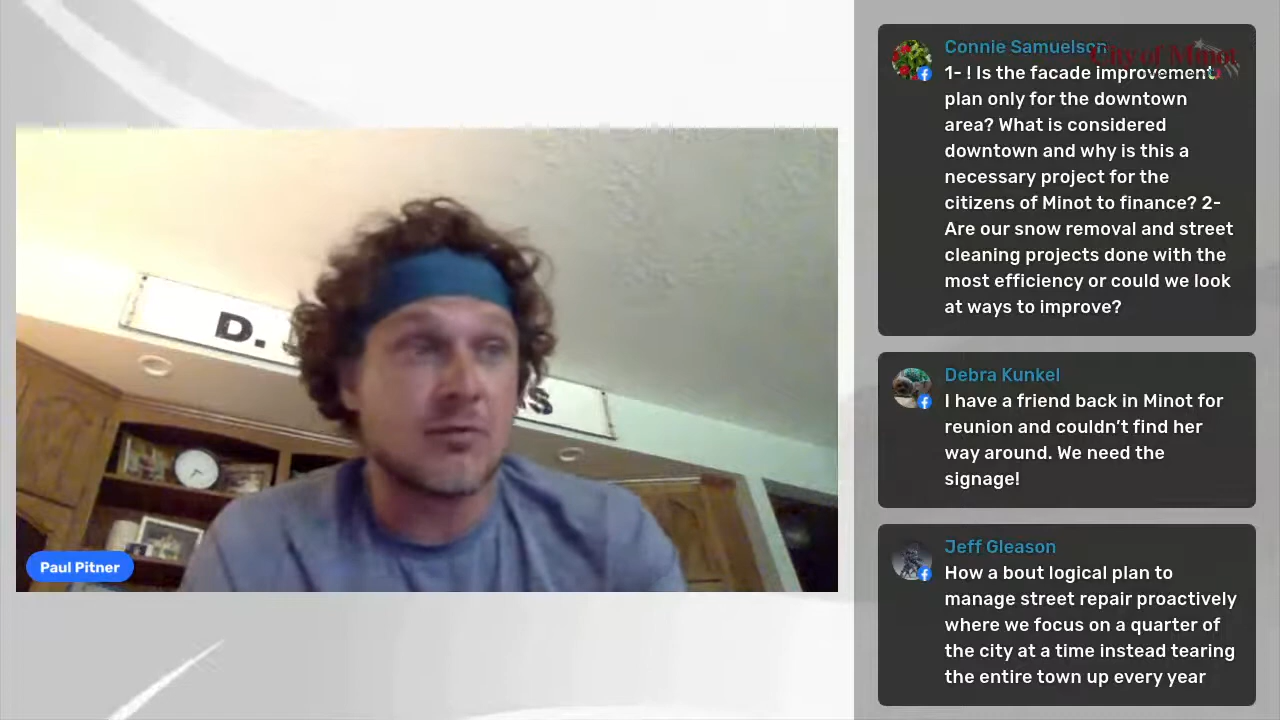 D.
S
Paul Pitner
Connie Samuelson
City of Minot
1- ! Is the facade improvement
plan only for the downtown
area? What is considered
downtown and why is this a
necessary project for the
citizens of Minot to finance? 2-
Are our snow removal and street
cleaning projects done with the
most efficiency or could we look
at ways to improve?
Debra Kunkel
I have a friend back in Minot for
reunion and couldn’t find her
way around. We need the
signage!
Jeff Gleason
How a bout logical plan to
manage street repair proactively
where we focus on a quarter of
the city at a time instead tearing
the entire town up every year